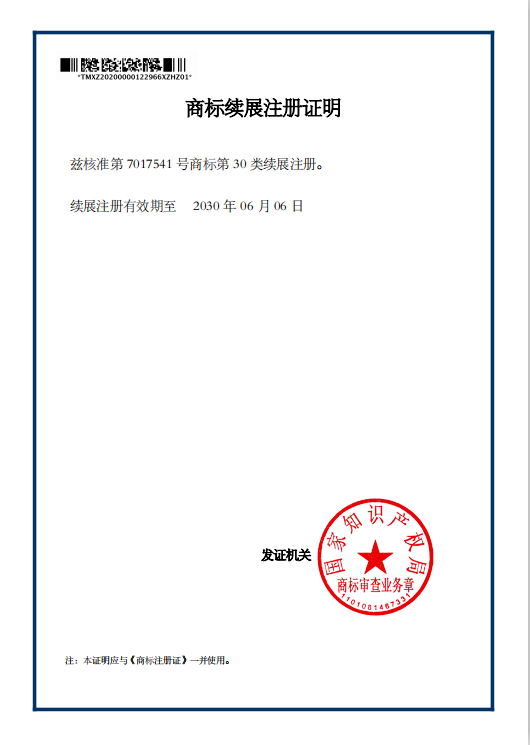 *TMXZ20200000122966XZHZ01*
商标续展注册证明
兹核准第 7017541 号商标第 30 类续展注册。
续展注册有效期至 2030 年 06 月 06 日
发证机关
国家知识产权局
商标审查业务章
1101081467331
注：本证明应与《商标注册证》一并使用。